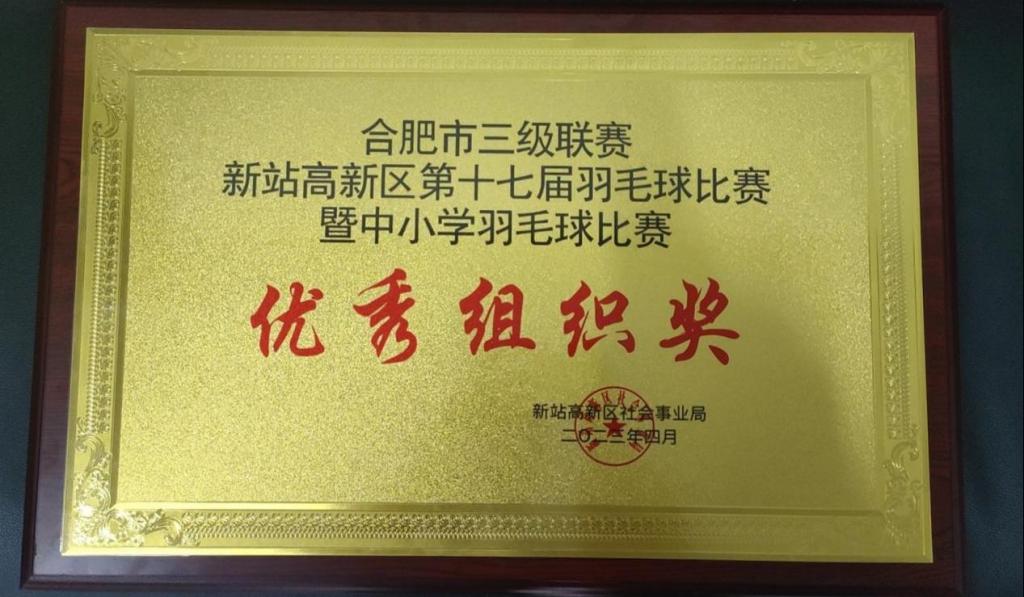 合肥市三级联赛
新站高新区第十七届羽毛球比赛
暨中小学羽毛球比赛
优秀组织奖
新站高新区社会事业局
二〇二三年四月